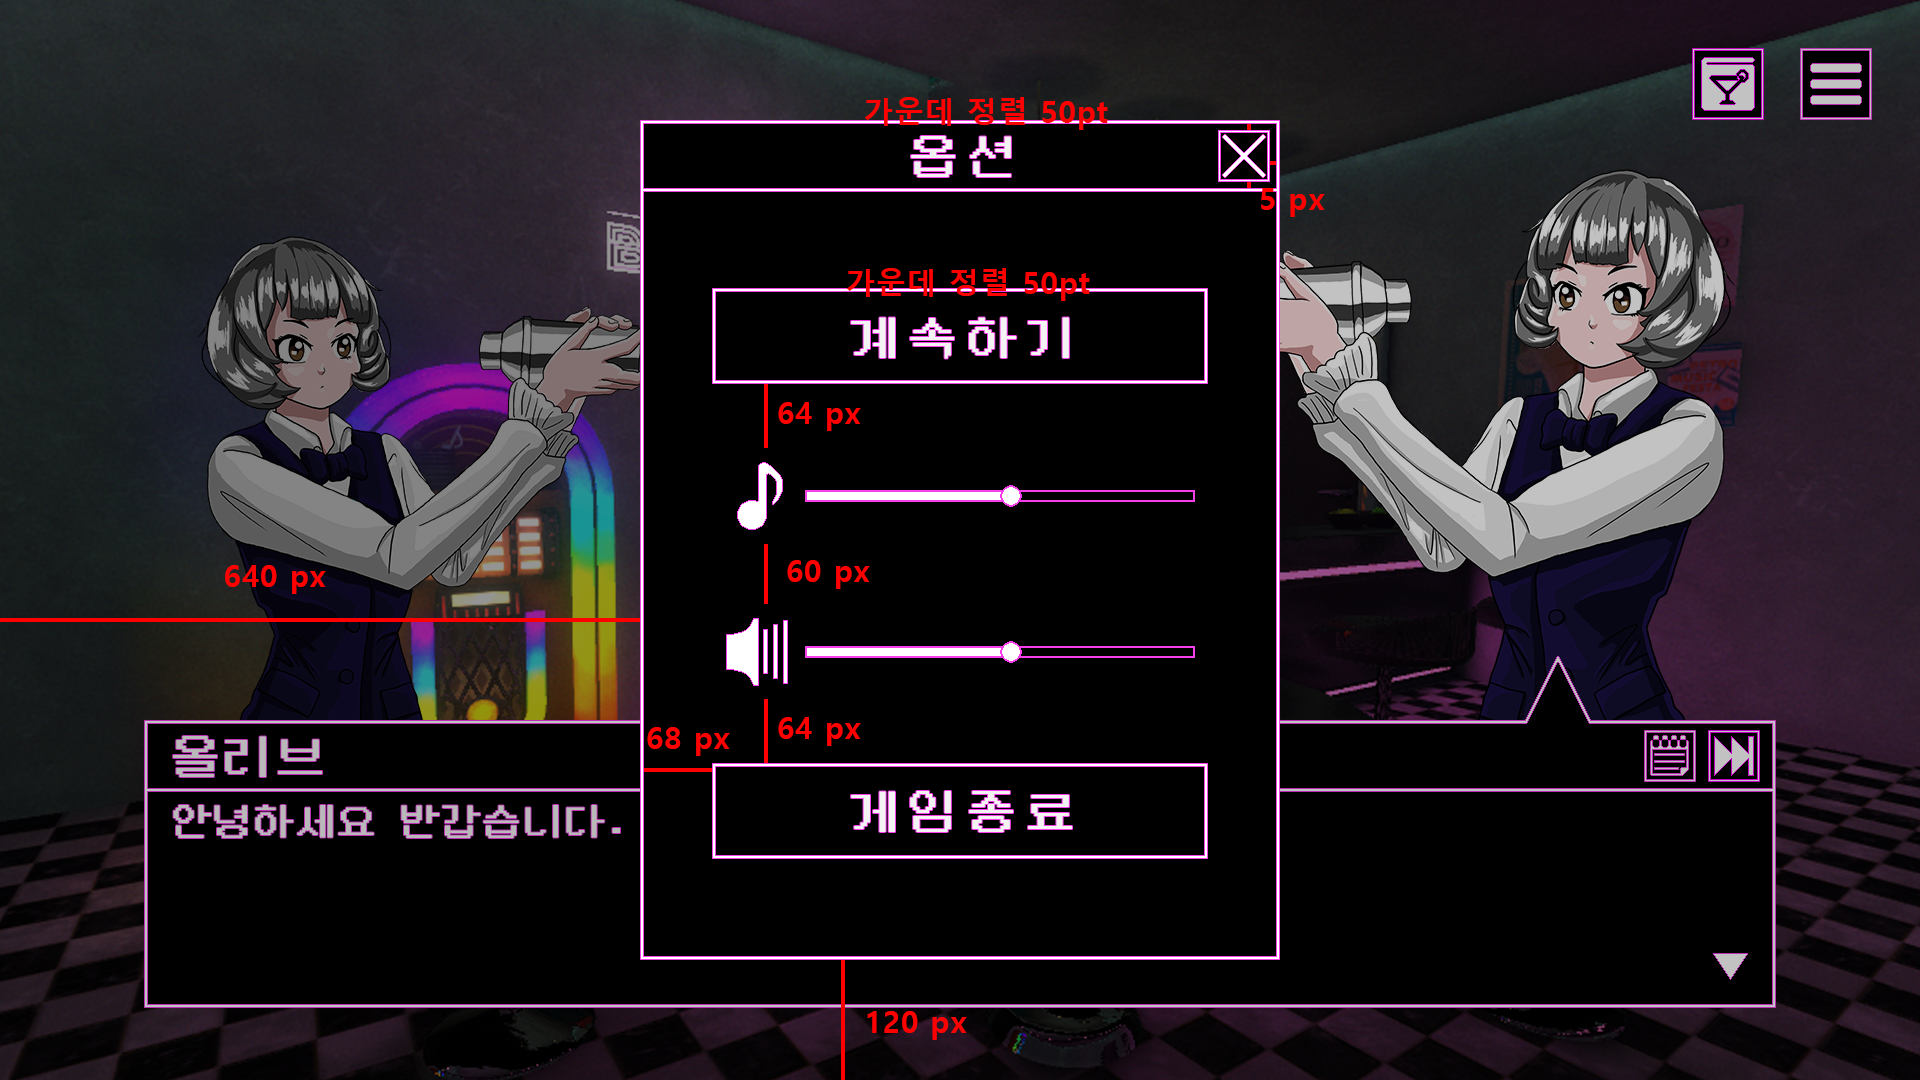 가운데 정렬 50pt
옵션
5 px
가운데 정렬 50pt
계속하기
64 px
60 px
640 px
64 px
68 px
올리브
안녕하세요 반갑습니다.
게임종료
120 px